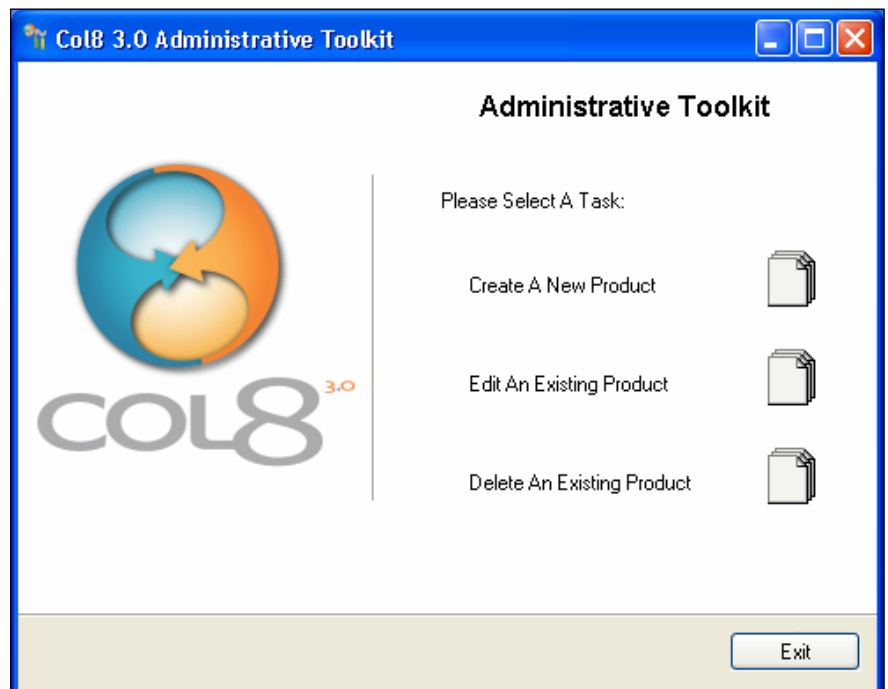 Col8 3.0 Administrative Toolkit
Administrative Toolkit
Please Select A Task:
Create A New Product
Edit An Existing Product
Delete An Existing Product
COL8 3.0
Exit